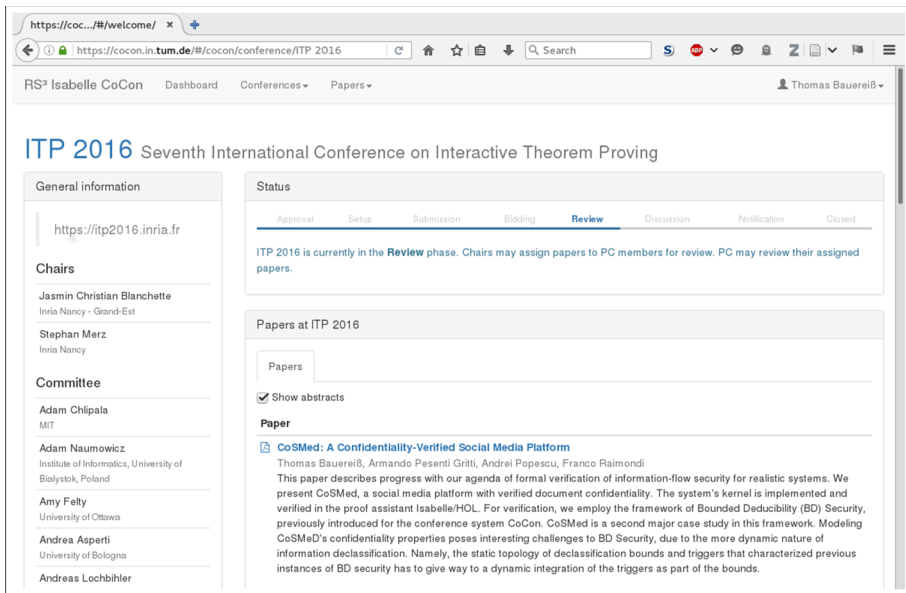 https://coc.../#/welcome/
https://cocon.in.tum.de/#/cocon/conference/ITP 2016
Search
RS³ Isabelle CoCon Dashboard Conferences Papers Thomas Bauereiß
ITP 2016 Seventh International Conference on Interactive Theorem Proving
General information
https://itp2016.inria.fr
Chairs
Jasmin Christian Blanchette
Inria Nancy - Grand-Est
Stephan Merz
Inria Nancy
Committee
Adam Chlipala
MIT
Adam Naumowicz
Institute of Informatics, University of
Bialystok, Poland
Amy Felty
University of Ottawa
Andrea Asperti
University of Bologna
Andreas Lochbihler
Status
Approval Setup Submission Bidding Review Discussion Notification Closed
ITP 2016 is currently in the Review phase. Chairs may assign papers to PC members for review. PC may review their assigned
papers.
Papers at ITP 2016
Papers
Show abstracts
Paper
CoSMed: A Confidentiality-Verified Social Media Platform
Thomas Bauereiß, Armando Pesenti Gritti, Andrei Popescu, Franco Raimondi
This paper describes progress with our agenda of formal verification of information-flow security for realistic systems. We
present CoSMed, a social media platform with verified document confidentiality. The system's kernel is implemented and
verified in the proof assistant Isabelle/HOL. For verification, we employ the framework of Bounded Deducibility (BD) Security,
previously introduced for the conference system CoCon. CoSMed is a second major case study in this framework. Modeling
CoSMeD's confidentiality properties poses interesting challenges to BD Security, due to the more dynamic nature of
information declassification. Namely, the static topology of declassification bounds and triggers that characterized previous
instances of BD security has to give way to a dynamic integration of the triggers as part of the bounds.